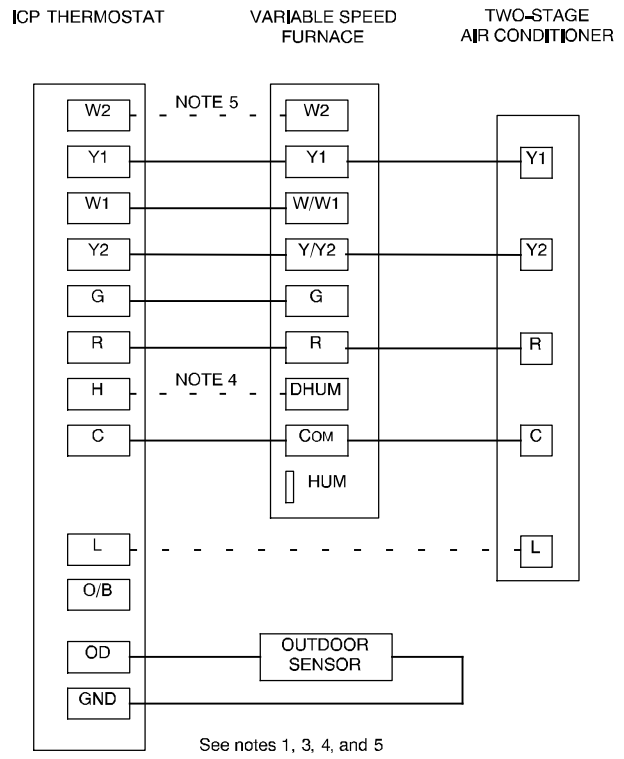 ICP THERMOSTAT
VARIABLE SPEED
FURNACE
TWO-STAGE
AIR CONDITIONER
W2
NOTE 5
W2
Y1
Y1
Y1
W1
W/W1
Y2
Y/Y2
Y2
G
G
R
R
R
H
NOTE 4
DHUM
C
COM
C
HUM
L
L
O/B
OD
OUTDOOR
SENSOR
GND
See notes 1, 3, 4, and 5